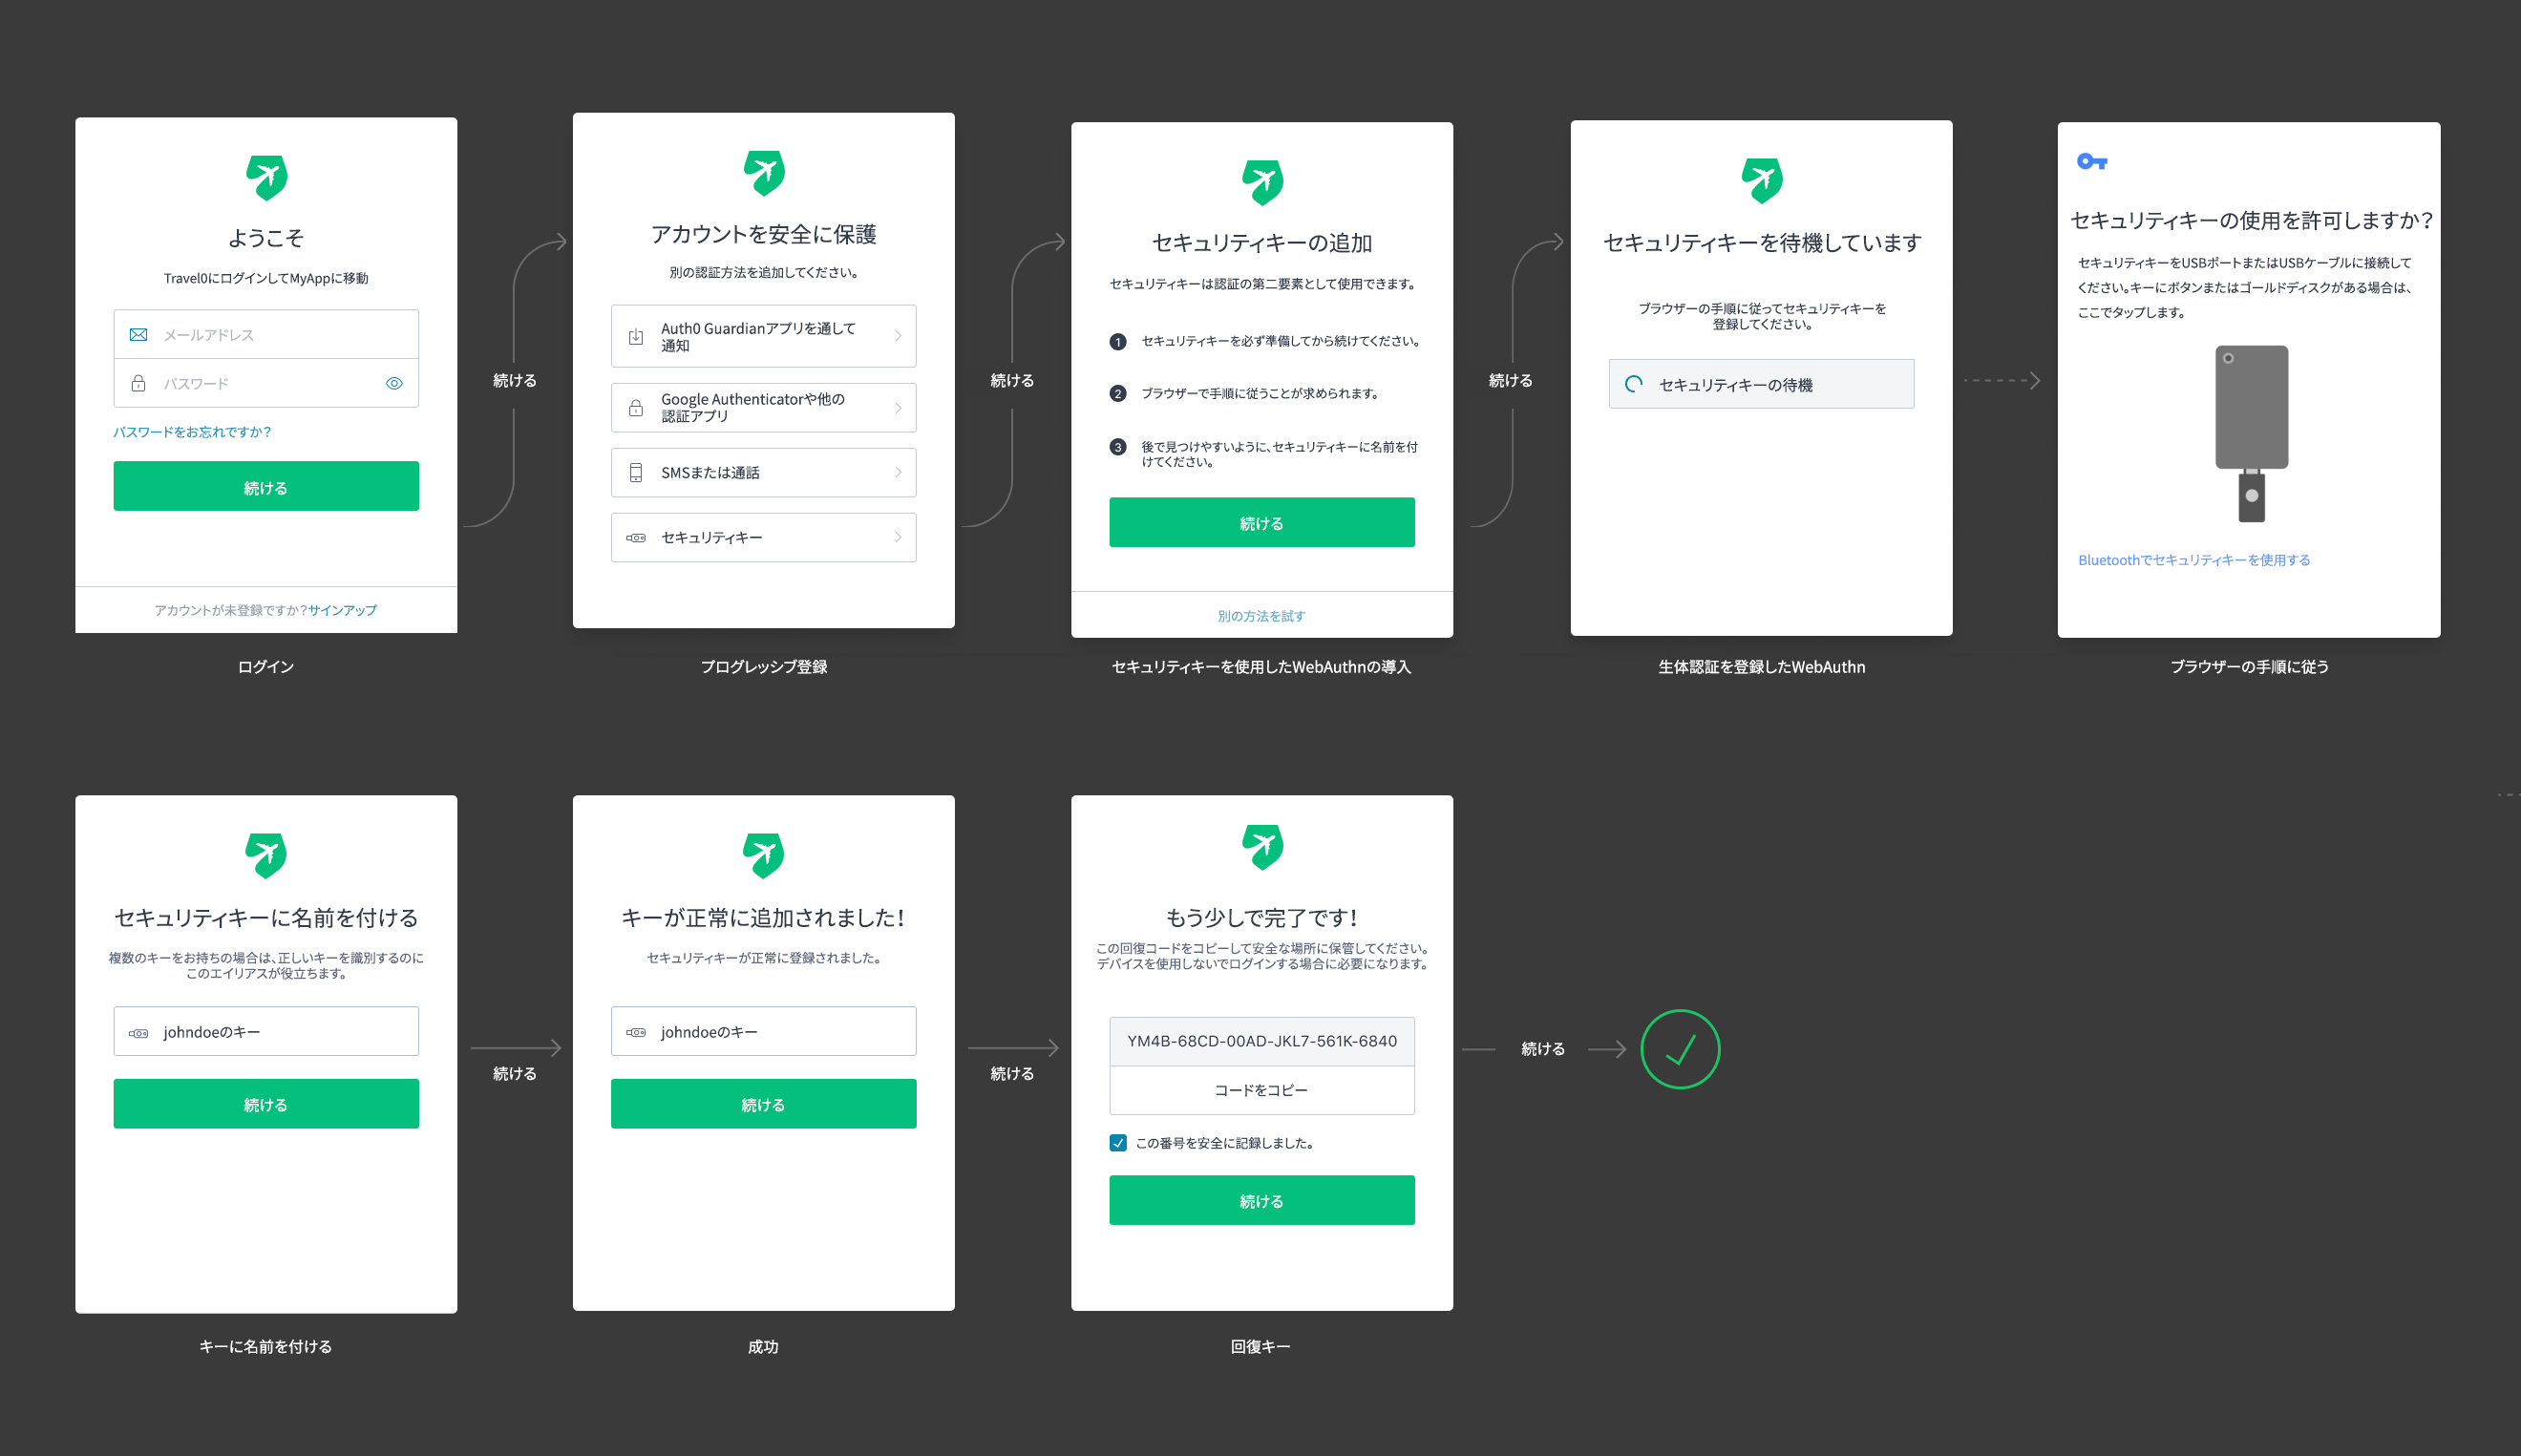 ようこそ
Travel0にログインしてMyAppに移動
メールアドレス
パスワード
パスワードをお忘れですか？
続ける
アカウントが未登録ですか？サインアップ
ログイン
続ける
アカウントを安全に保護
別の認証方法を追加してください。
Auth0 Guardianアプリを通して
通知
Google Authenticatorや他の
認証アプリ
SMSまたは通話
セキュリティキー
プログレッシブ登録
続ける
セキュリティキーの追加
セキュリティキーは認証の第二要素として使用できます。
1 セキュリティキーを必ず準備してから続けてください。
2 ブラウザーで手順に従うことが求められます。
3 後で見つけやすいように、セキュリティキーに名前を付
けてください。
続ける
別の方法を試す
セキュリティキーを使用したWebAuthnの導入
続ける
セキュリティキーを待機しています
ブラウザーの手順に従ってセキュリティキーを
登録してください。
セキュリティキーの待機
生体認証を登録したWebAuthn
セキュリティキーの使用を許可しますか？
セキュリティキーをUSBポートまたはUSBケーブルに接続して
ください。キーにボタンまたはゴールドディスクがある場合は、
ここでタップします。
Bluetoothでセキュリティキーを使用する
ブラウザーの手順に従う
セキュリティキーに名前を付ける
複数のキーをお持ちの場合は、正しいキーを識別するのに
このエイリアスが役立ちます。
johndoeのキー
続ける
キーに名前を付ける
続ける
キーが正常に追加されました！
セキュリティキーが正常に登録されました。
johndoeのキー
続ける
成功
続ける
もう少しで完了です！
この回復コードをコピーして安全な場所に保管してください。
デバイスを使用しないでログインする場合に必要になります。
YM4B-68CD-00AD-JKL7-561K-6840
コードをコピー
この番号を安全に記録しました。
続ける
回復キー
続ける